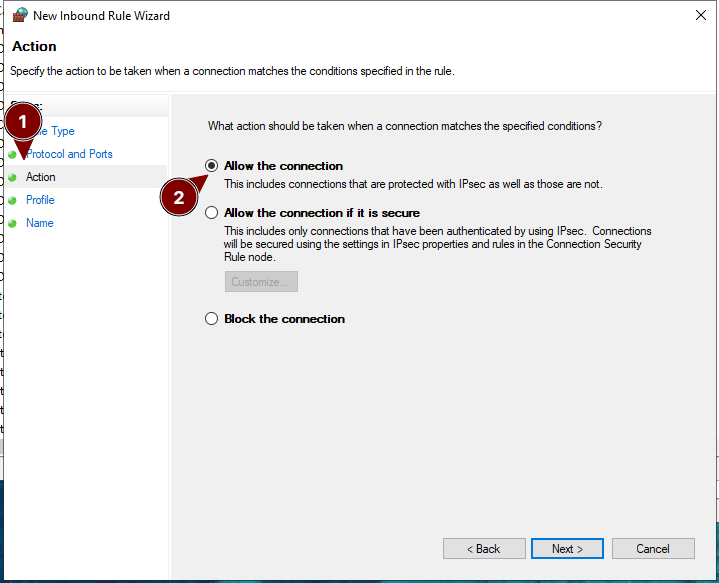 New Inbound Rule Wizard
Action
Specify the action to be taken when a connection matches the conditions specified in the rule.
1
Type
Protocol and Ports
Action
Profile
Name
What action should be taken when a connection matches the specified conditions?
Allow the connection
This includes connections that are protected with IPsec as well as those are not.
2
Allow the connection if it is secure
This includes only connections that have been authenticated by using IPsec. Connections
will be secured using the settings in IPsec properties and rules in the Connection Security
Rule node.
Customize...
Block the connection
< Back
Next >
Cancel